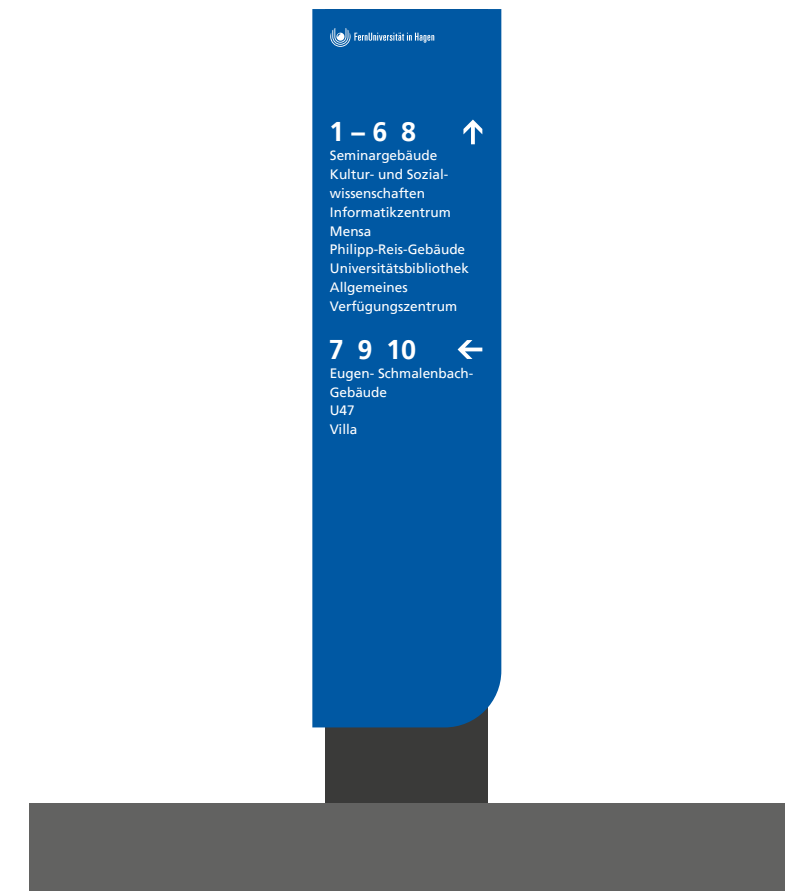 FernUniversität in Hagen
1 – 6 8 ↑
Seminargebäude
Kultur- und Sozial-
wissenschaften
Informatikzentrum
Mensa
Philipp-Reis-Gebäude
Universitätsbibliothek
Allgemeines
Verfügungszentrum
7 9 10 ←
Eugen- Schmalenbach-
Gebäude
U47
Villa